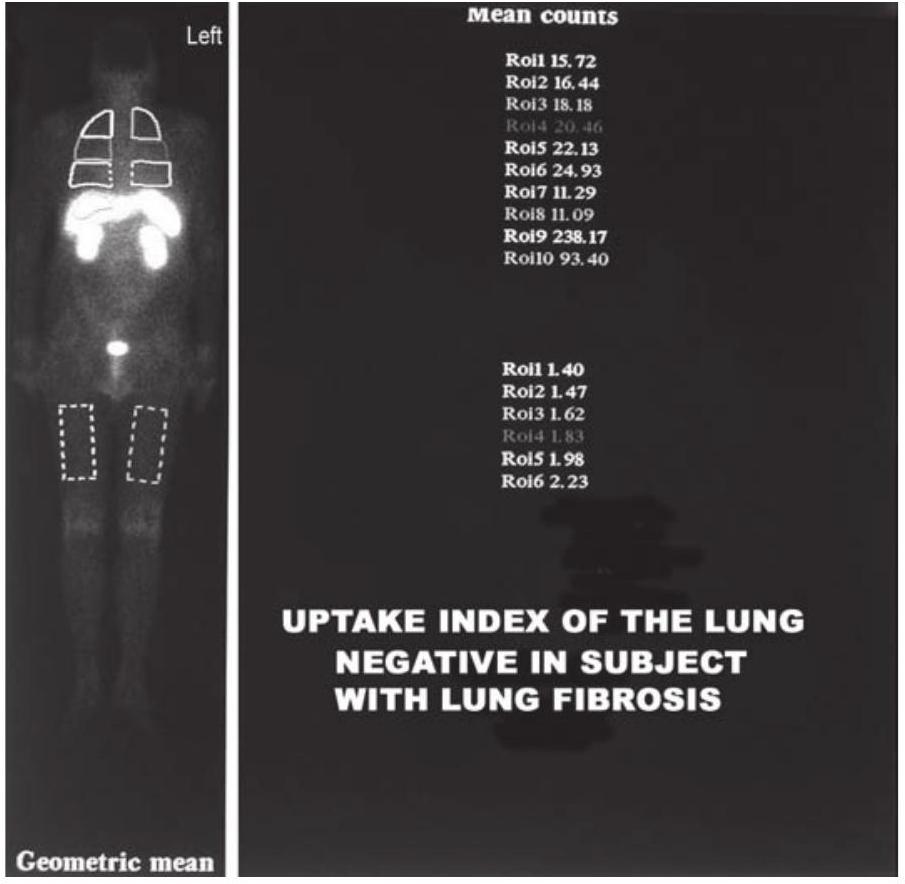 Left
Geometric mean
Mean counts
Roi1 15.72
Roi2 16.44
Roi3 18.18
Roi4 20.46
Roi5 22.13
Roi6 24.93
Roi7 11.29
Roi8 11.09
Roi9 238.17
Roi10 93.40
Roi1 1.40
Roi2 1.47
Roi3 1.62
Roi4 1.83
Roi5 1.98
Roi6 2.23
UPTAKE INDEX OF THE LUNG
NEGATIVE IN SUBJECT
WITH LUNG FIBROSIS